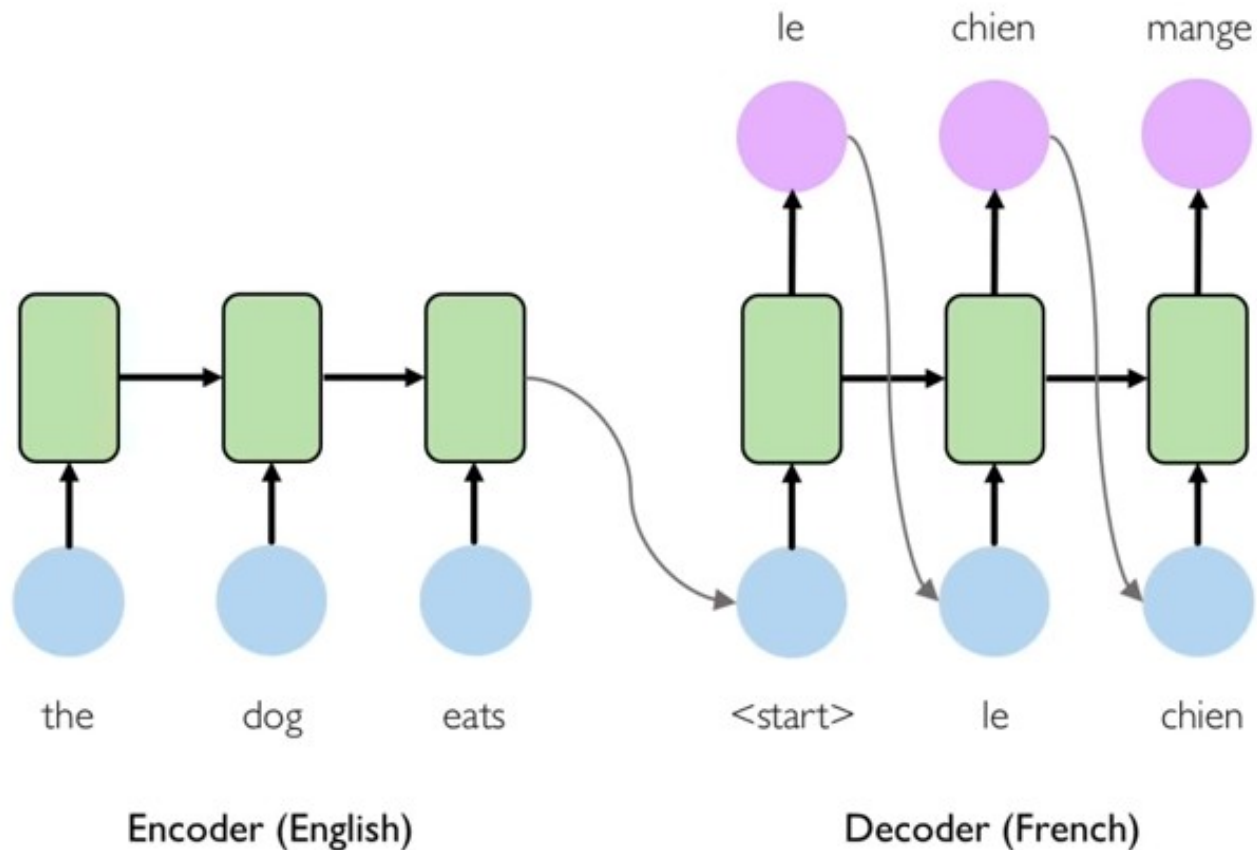 le chien mange
the dog eats <start> le chien
Encoder (English) Decoder (French)